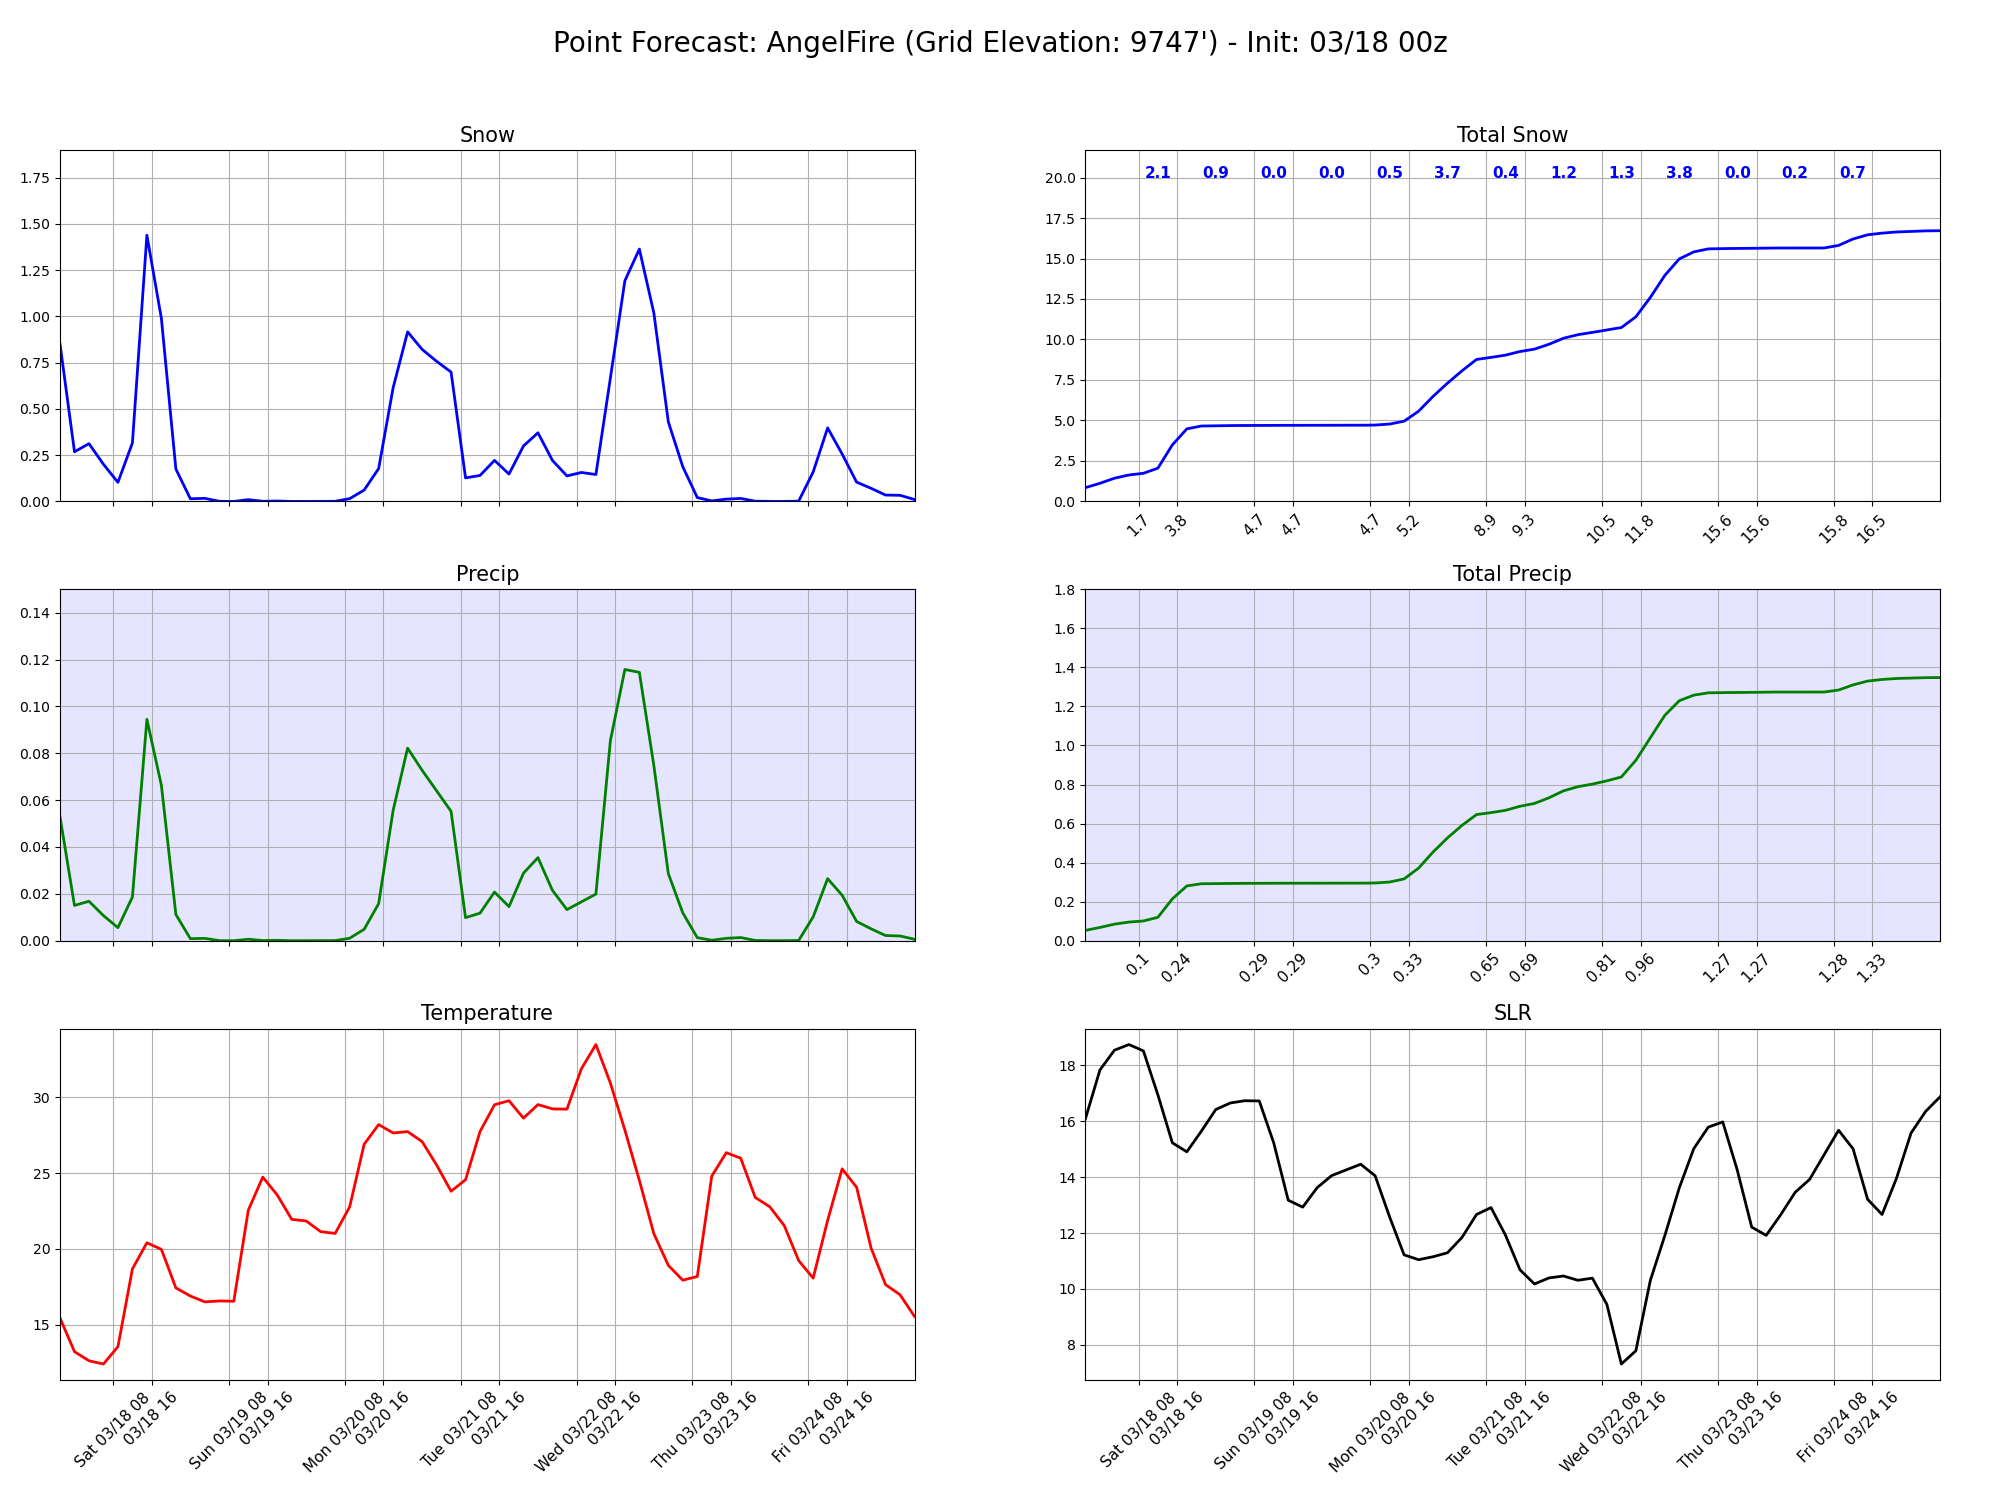 Point Forecast: AngelFire (Grid Elevation: 9747') - Init: 03/18 00z
Snow
1.75
1.50
1.25
1.00
0.75
0.50
0.25
0.00
Total Snow
2.1 0.9 0.0 0.0 0.5 3.7 0.4 1.2 1.3 3.8 0.0 0.2 0.7
20.0
17.5
15.0
12.5
10.0
7.5
5.0
2.5
0.0
1.7 3.8 4.7 4.7 4.7 5.2 8.9 9.3 10.5 11.8 15.6 15.6 15.8 16.5
Precip
0.14
0.12
0.10
0.08
0.06
0.04
0.02
0.00
Total Precip
1.8
1.6
1.4
1.2
1.0
0.8
0.6
0.4
0.2
0.0
0.1 0.24 0.29 0.29 0.3 0.33 0.65 0.69 0.81 0.96 1.27 1.27 1.28 1.33
Temperature
30
25
20
15
Sat 03/18 08
03/18 16
Sun 03/19 08
03/19 16
Mon 03/20 08
03/20 16
Tue 03/21 08
03/21 16
Wed 03/22 08
03/22 16
Thu 03/23 08
03/23 16
Fri 03/24 08
03/24 16
SLR
18
16
14
12
10
8
Sat 03/18 08
03/18 16
Sun 03/19 08
03/19 16
Mon 03/20 08
03/20 16
Tue 03/21 08
03/21 16
Wed 03/22 08
03/22 16
Thu 03/23 08
03/23 16
Fri 03/24 08
03/24 16